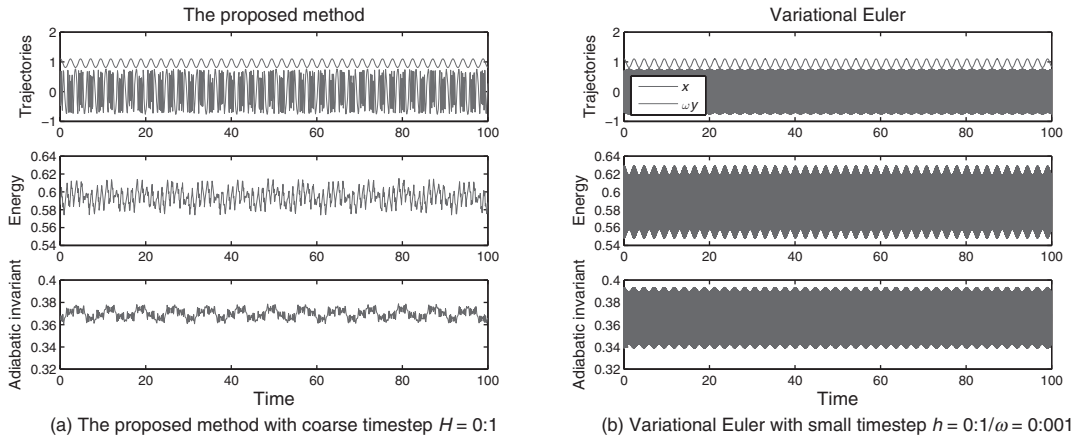 The proposed method
Trajectories
2
1
0
−1
0 20 40 60 80 100
Energy
0.64
0.62
0.6
0.58
0.56
0.54
0 20 40 60 80 100
Adiabatic invariant
0.4
0.38
0.36
0.34
0.32
0 20 40 60 80 100
Time
(a) The proposed method with coarse timestep H = 0:1
Variational Euler
Trajectories
2
1
0
−1
x
ωy
0 20 40 60 80 100
Energy
0.64
0.62
0.6
0.58
0.56
0.54
0 20 40 60 80 100
Adiabatic invariant
0.4
0.38
0.36
0.34
0.32
0 20 40 60 80 100
Time
(b) Variational Euler with small timestep h = 0:1/ω = 0:001